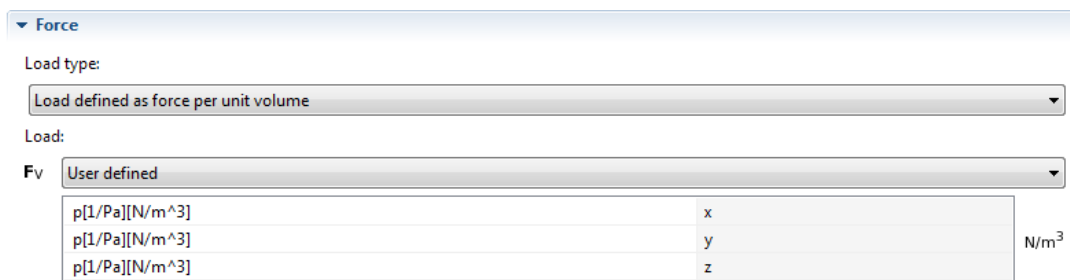 Force
Load type:
Load defined as force per unit volume
Load:
Fv User defined
p[1/Pa][N/m^3] x
p[1/Pa][N/m^3] y N/m³
p[1/Pa][N/m^3] z